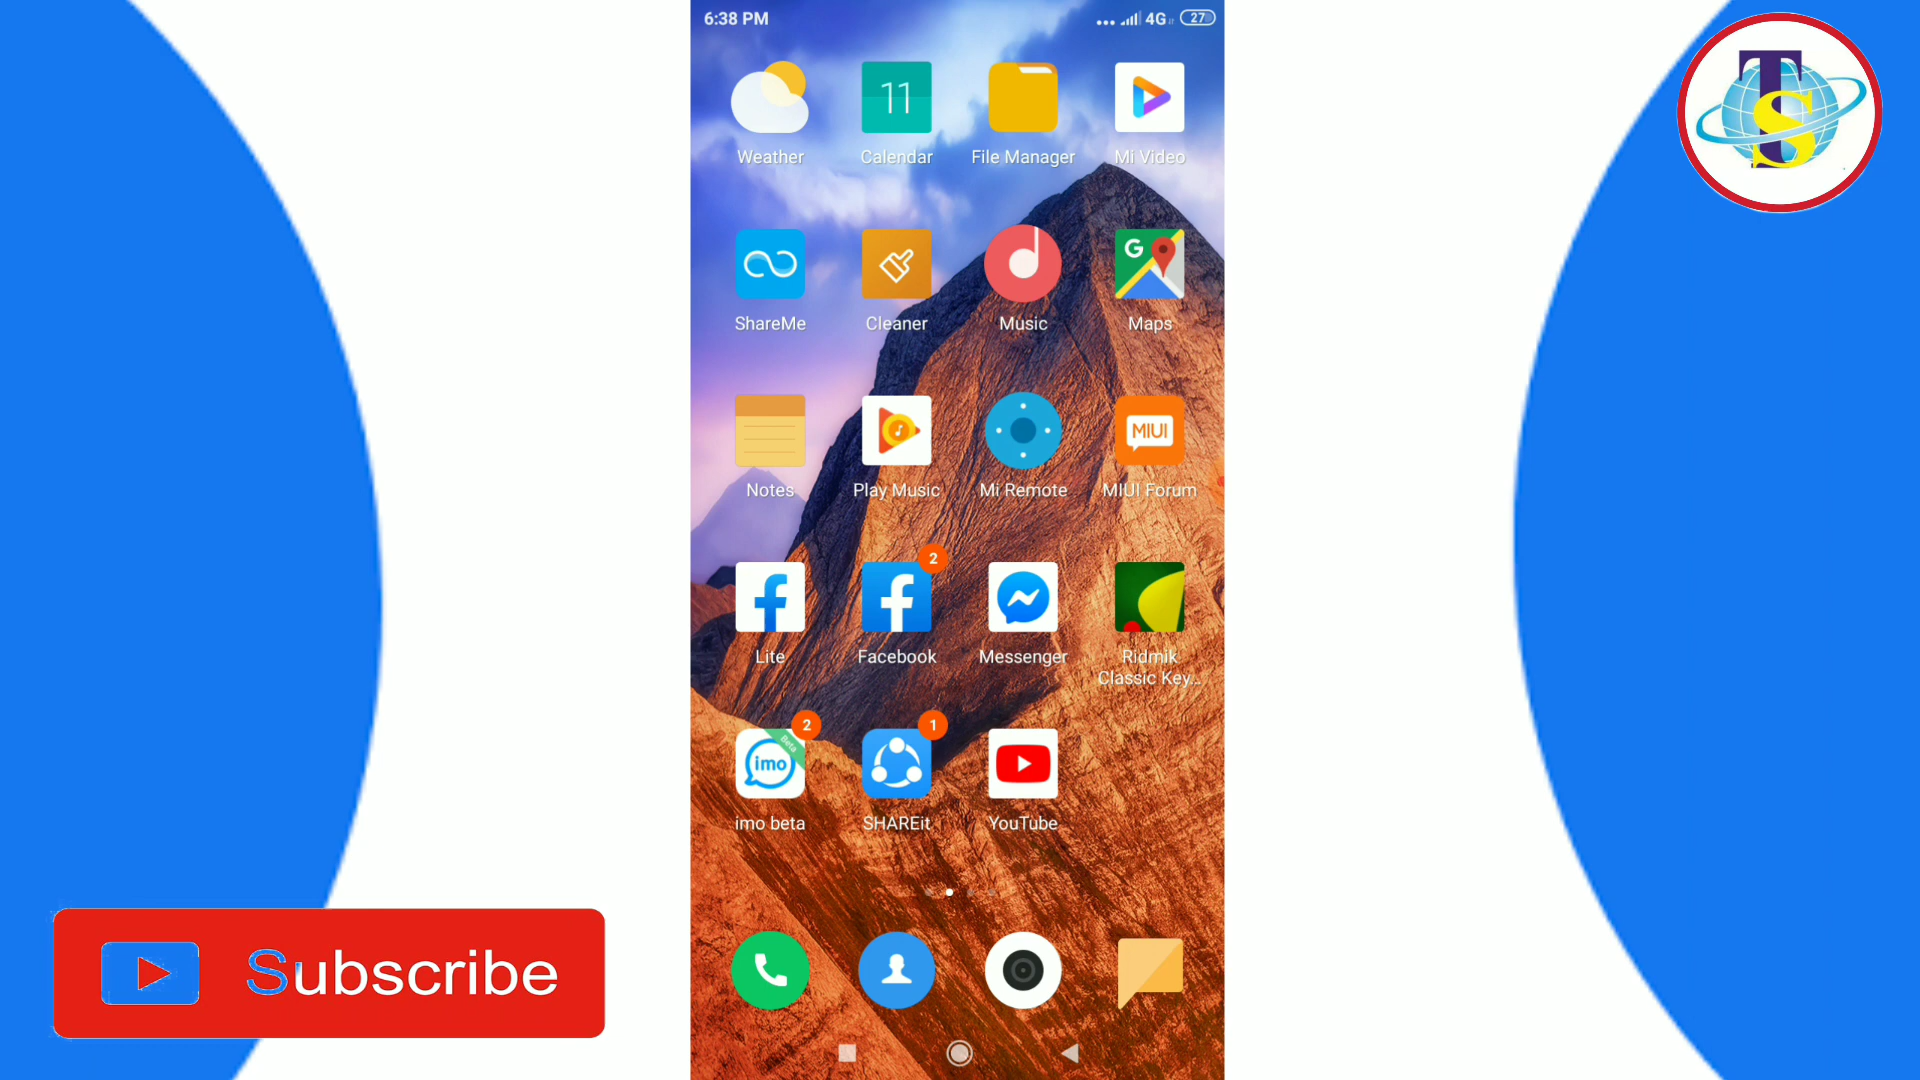 6:38 PM
4G 27
TS
11
Weather Calendar File Manager Mi Video
G
ShareMe Cleaner Music Maps
MIUI
Notes Play Music Mi Remote MIUI Forum
2
Lite Facebook Messenger Ridmik
Classic Key...
2 1
Beta
imo
imo beta SHAREit YouTube
Subscribe